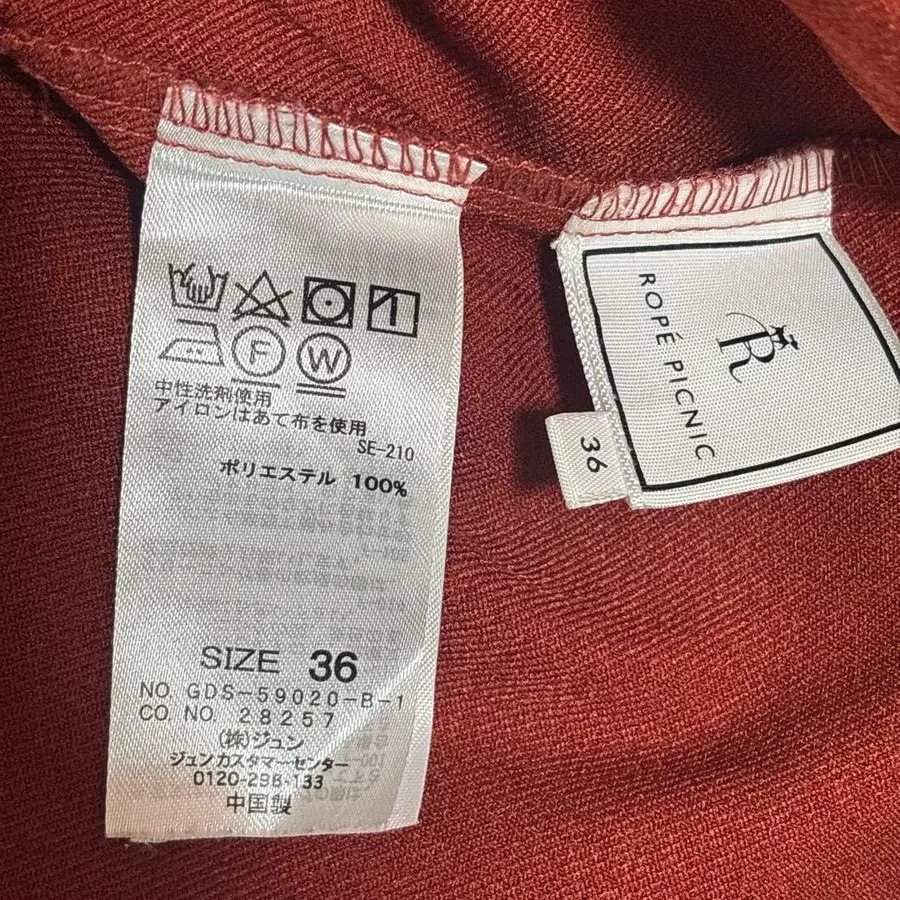 F W
中性洗剤使用
アイロンはあて布を使用
SE-210
ポリエステル 100%
SIZE 36
NO. GDS-59020-B-1
CO. NO. 28257
(株)ジュン
ジュンカスタマーセンター
0120-298-133
中国製
R
ROPÉ PICNIC
36